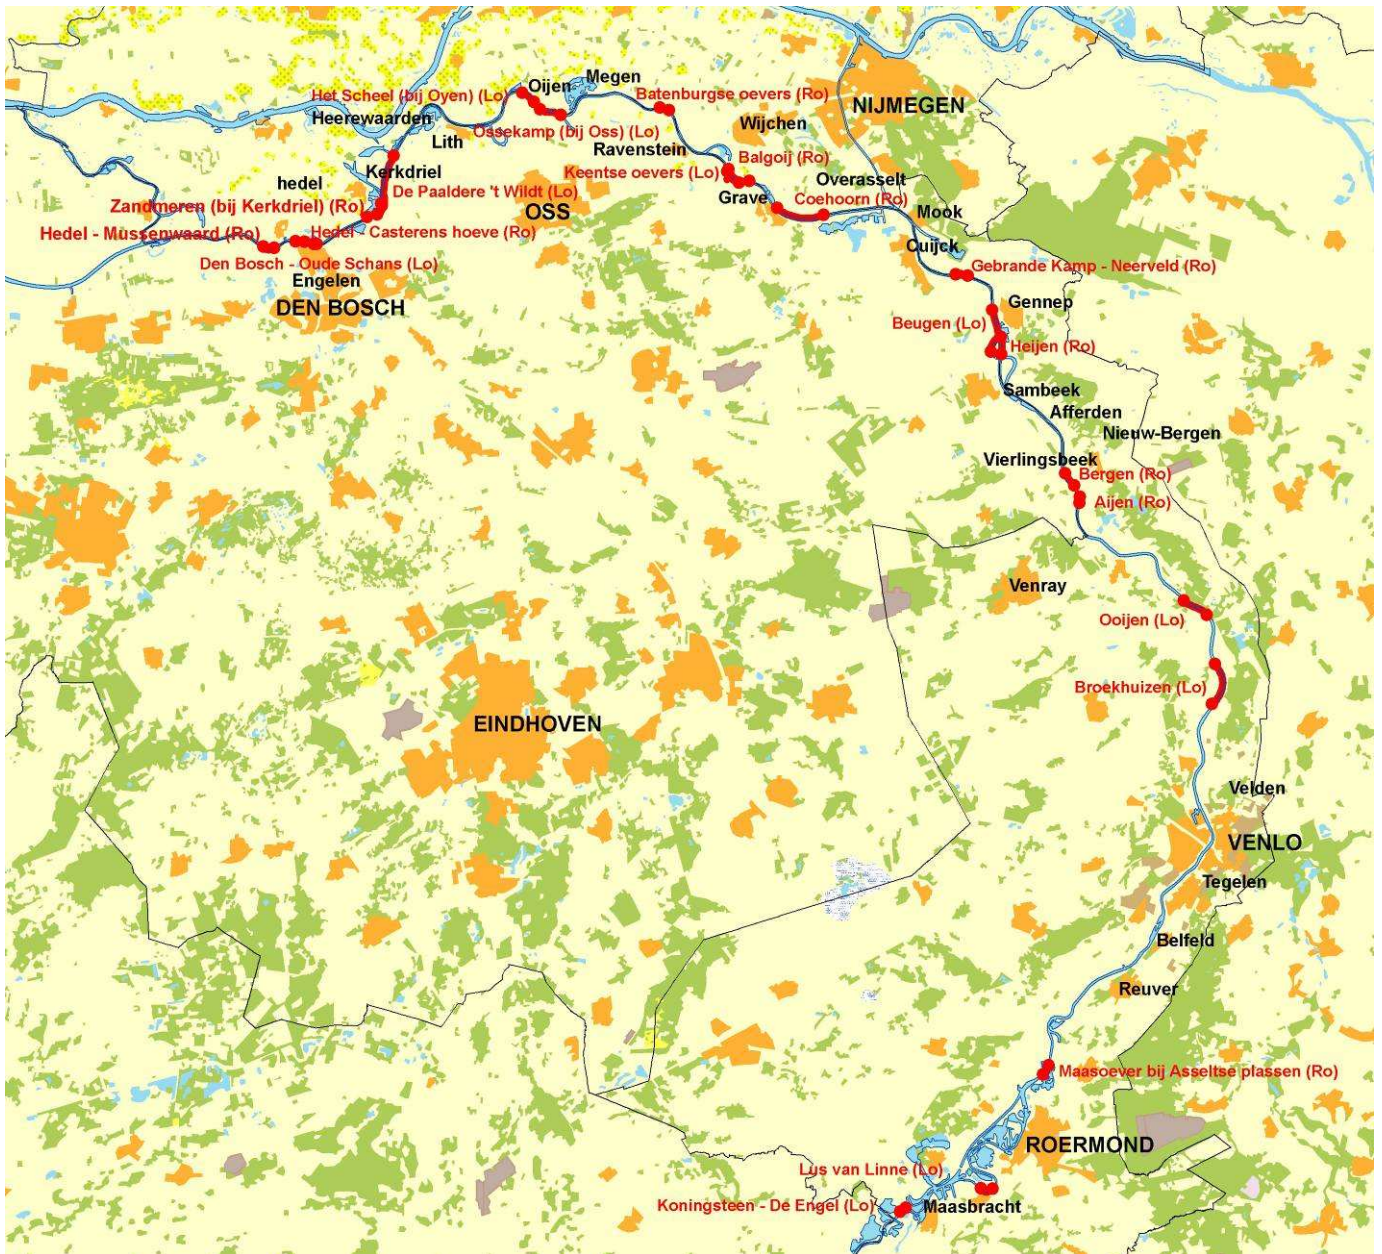 Megen
Oijen
Het Scheel (bij Oyen) (Lo)
Batenburgse oevers (Ro)
NIJMEGEN
Heerewaarden
Wijchen
Ossekamp (bij Oss) (Lo)
Lith
Ravenstein
Balgoij (Ro)
Kerkdriel
Keentse oevers (Lo)
hedel
Overasselt
De Paaldere 't Wildt (Lo)
Grave
Coehoorn (Ro)
Zandmeren (bij Kerkdriel) (Ro)
OSS
Mook
Hedel - Mussenwaard (Ro)
Hedel - Casterens hoeve (Ro)
Cuijck
Den Bosch - Oude Schans (Lo)
Gebrande Kamp - Neerveld (Ro)
Engelen
DEN BOSCH
Gennep
Beugen (Lo)
Heijen (Ro)
Sambeek
Afferden
Nieuw-Bergen
Vierlingsbeek
Bergen (Ro)
Aijen (Ro)
Venray
Ooijen (Lo)
Broekhuizen (Lo)
EINDHOVEN
Velden
VENLO
Tegelen
Belfeld
Reuver
Maasoever bij Asseltse plassen (Ro)
ROERMOND
Lus van Linne (Lo)
Koningsteen - De Engel (Lo)
Maasbracht